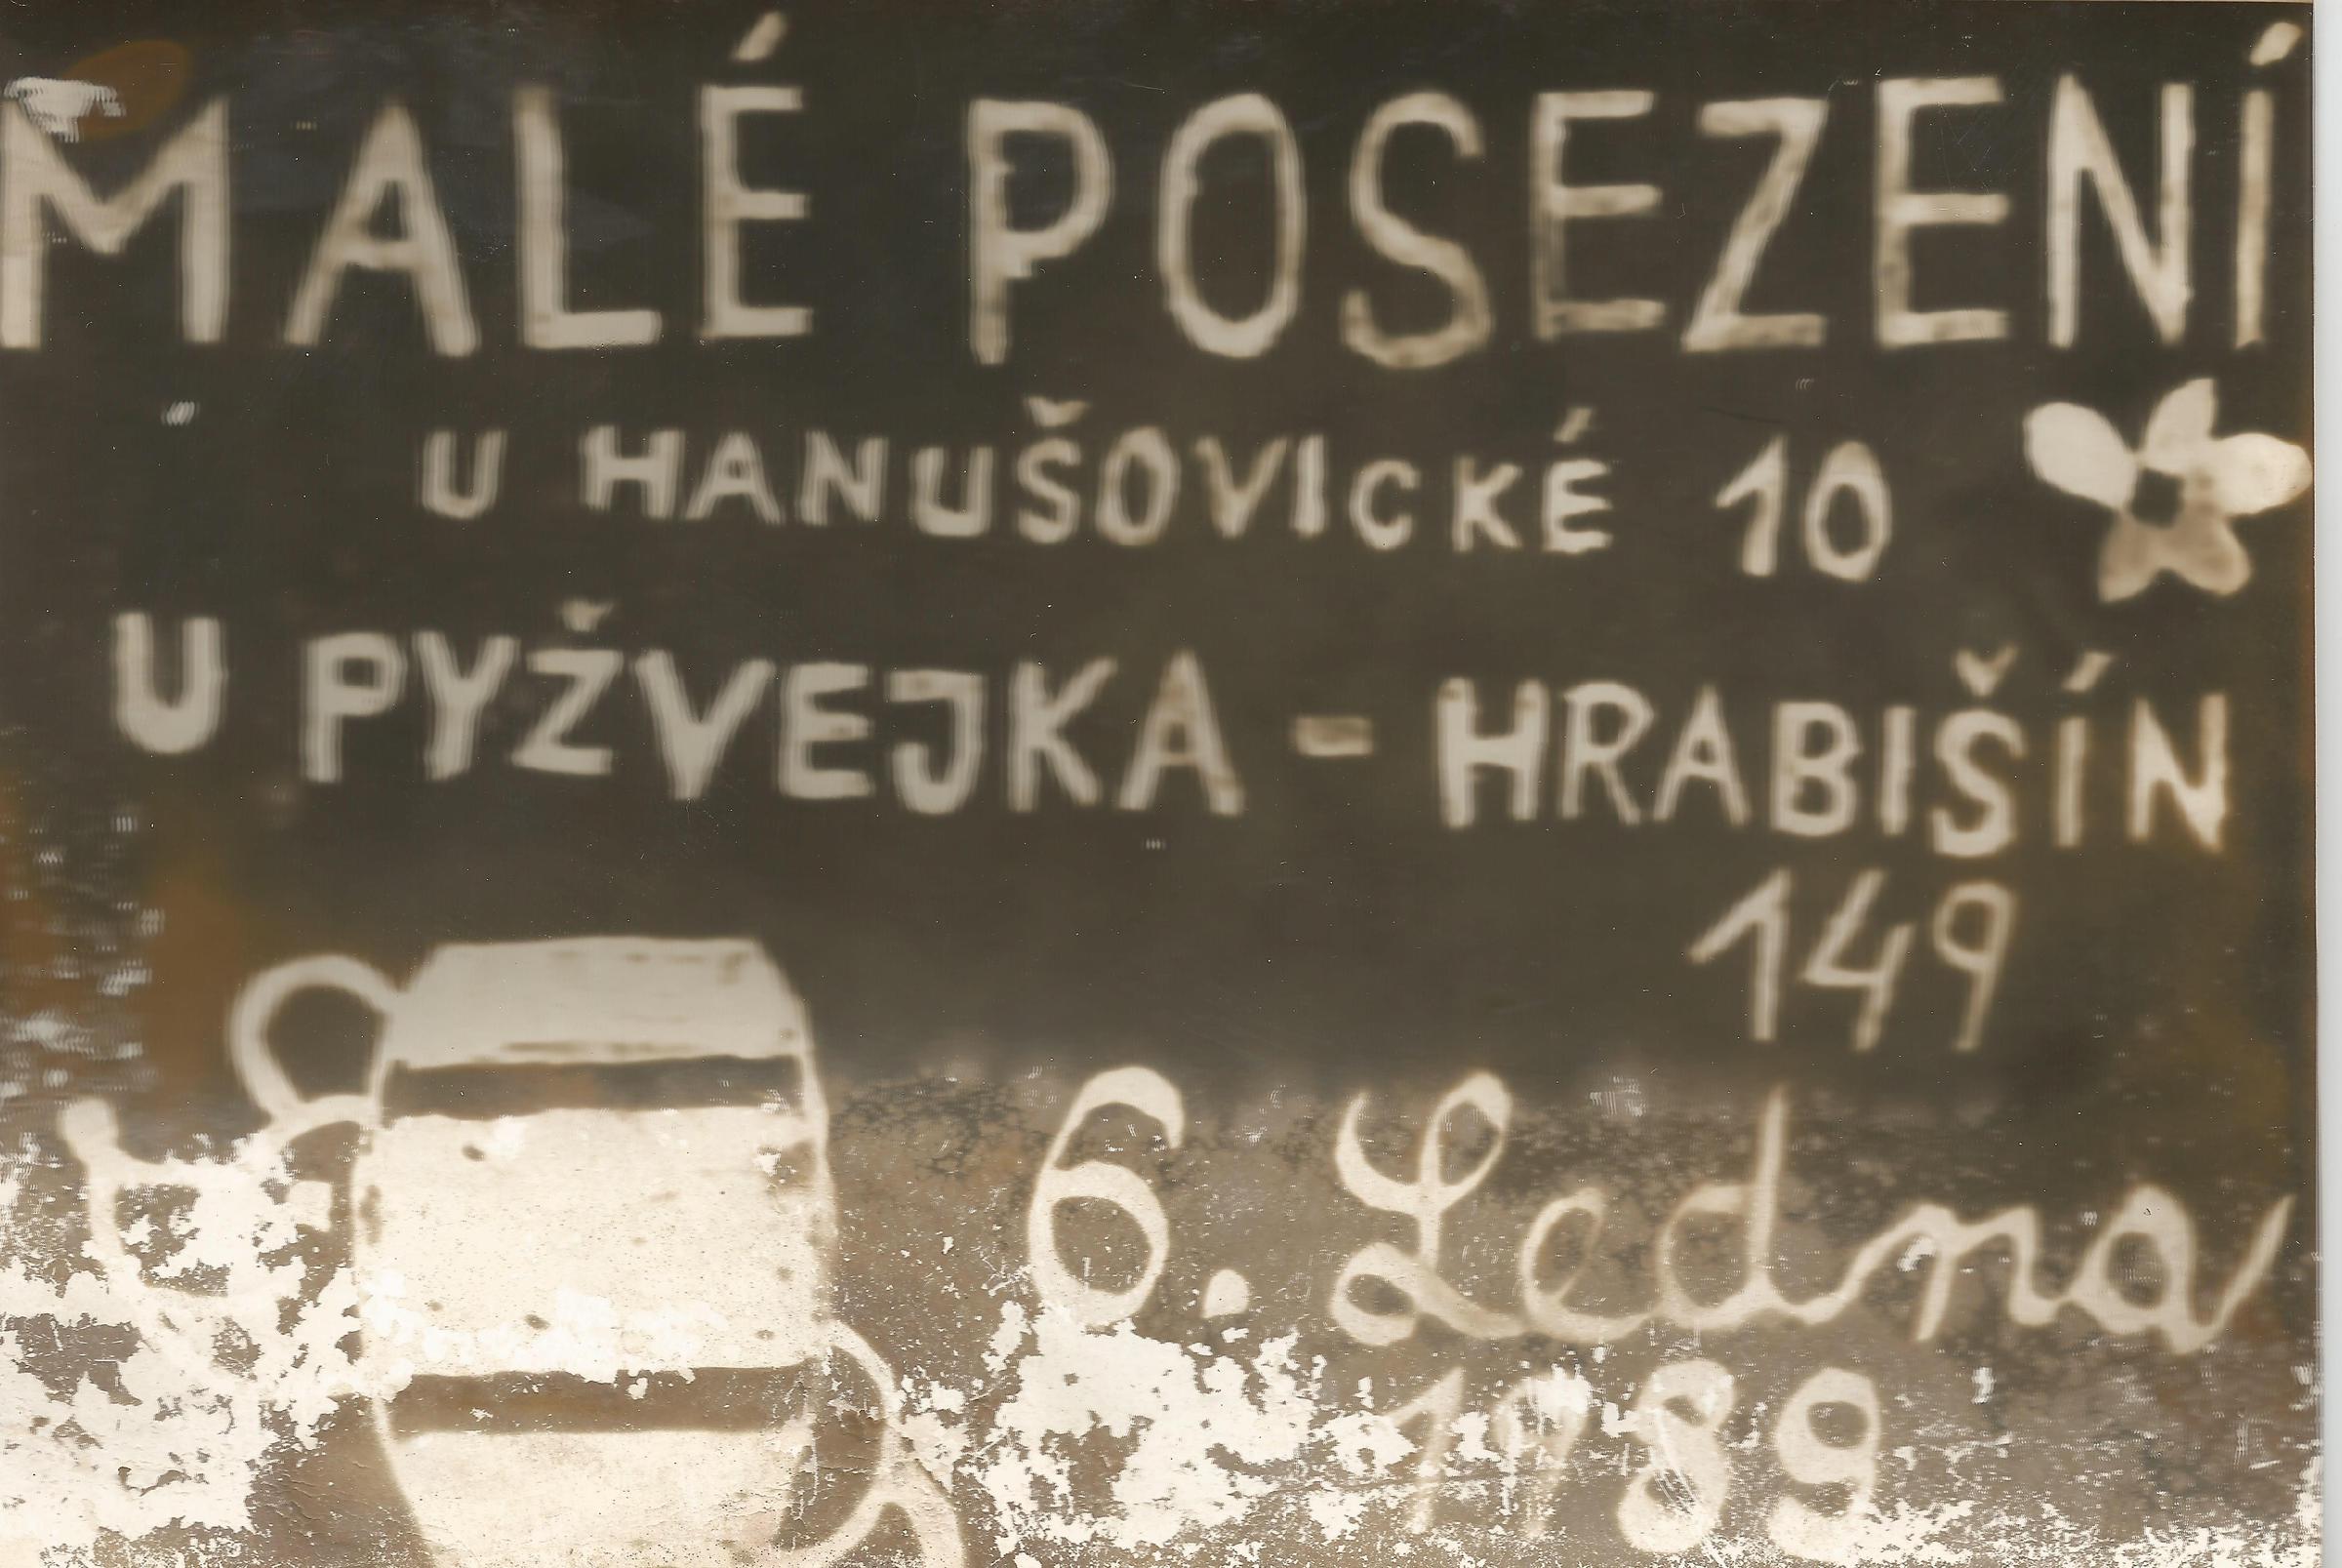 MALÉ POSEZENÍ
U HANUŠOVICKÉ 10
U PYŽVEJKA - HRABIŠÍN
149
6. Ledna
1989